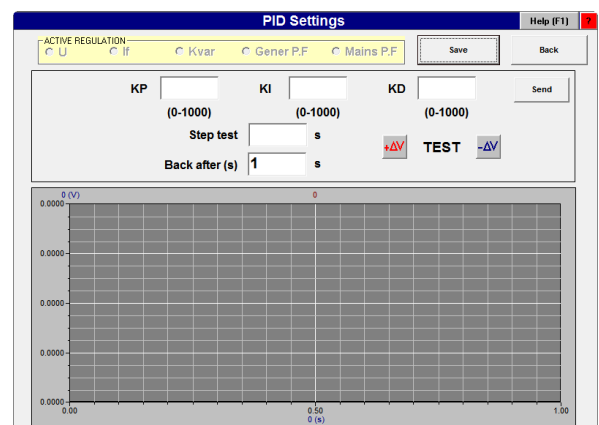 PID Settings Help (F1) ?
ACTIVE REGULATION
U If Kvar Gener P.F Mains P.F Save Back
KP KI KD Send
(0-1000) (0-1000) (0-1000)
Step test s
+ΔV TEST -ΔV
Back after (s) 1 s
0 (V) 0
0.0000
0.0000
0.0000
0.0000
0.0000
0.00 0.50 1.00
0 (s)